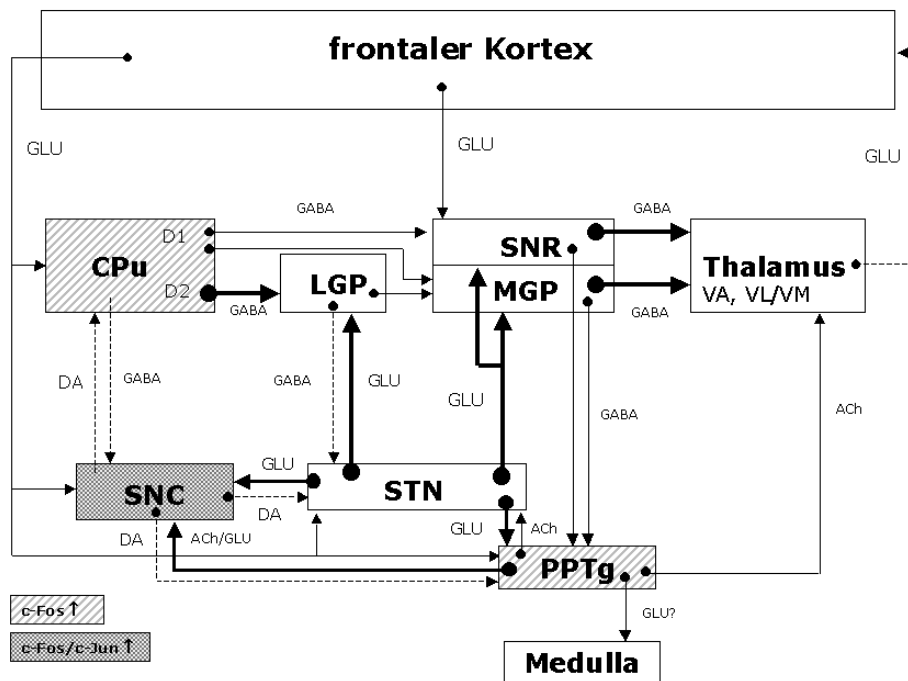 frontaler Kortex
GLU
GLU
GLU
GABA
GABA
D1
CPu
SNR
Thalamus
LGP
D2
MGP
VA, VL/VM
GABA
GABA
DA
GABA
GABA
GLU
GLU
GABA
ACh
GLU
SNC
STN
DA
DA
ACh/GLU
GLU
ACh
PPTg
c-Fos↑
GLU?
c-Fos/c-Jun↑
Medulla